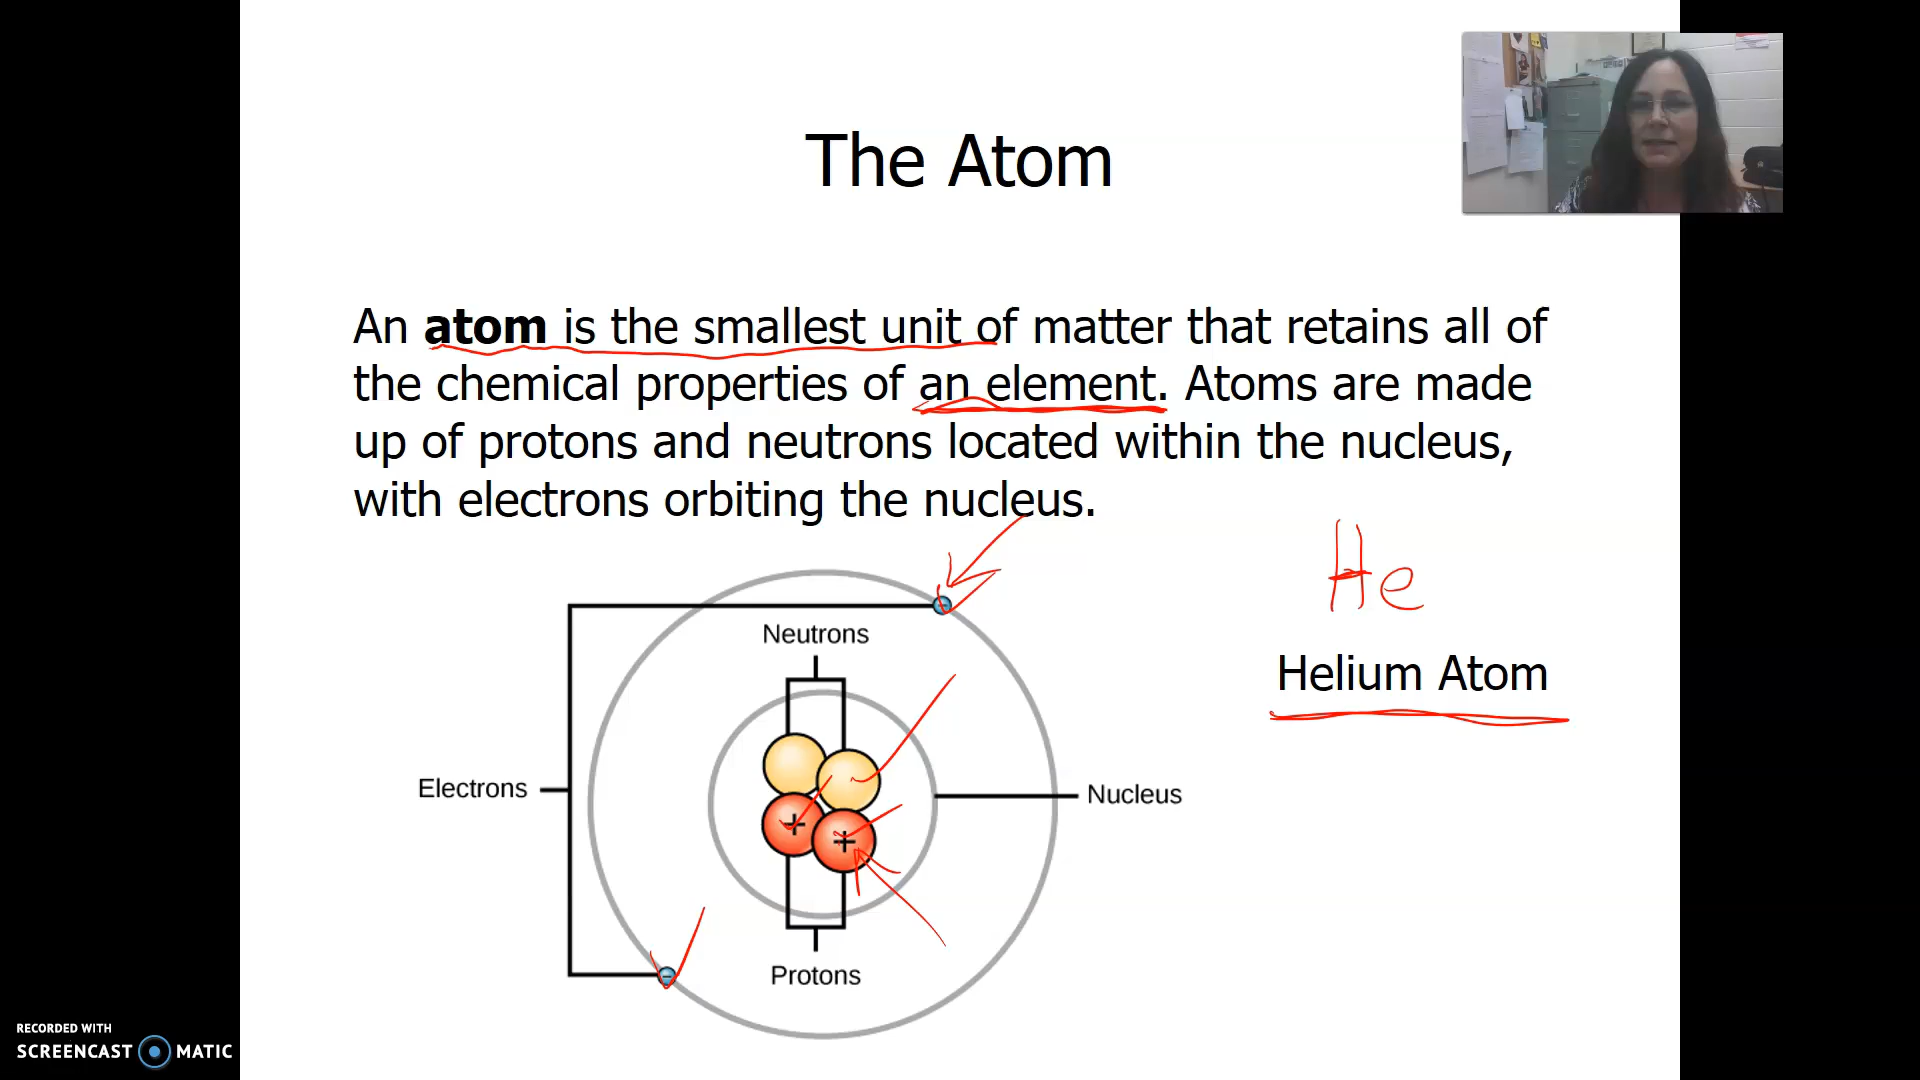 The Atom
An atom is the smallest unit of matter that retains all of
the chemical properties of an element. Atoms are made
up of protons and neutrons located within the nucleus,
with electrons orbiting the nucleus.
He
Helium Atom
-
Neutrons
Electrons
Nucleus
+
+
Protons
-
RECORDED WITH
SCREENCAST MATIC